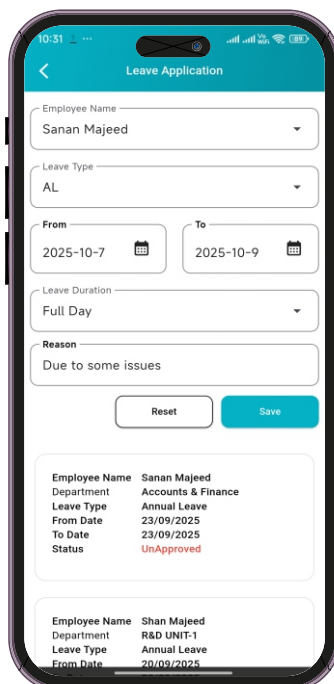 10:31 ... Vo WiFi 89
Leave Application
Employee Name
Sanan Majeed
Leave Type
AL
From To
2025-10-7 2025-10-9
Leave Duration
Full Day
Reason
Due to some issues
Reset Save
Employee Name Sanan Majeed
Department Accounts & Finance
Leave Type Annual Leave
From Date 23/09/2025
To Date 23/09/2025
Status UnApproved
Employee Name Shan Majeed
Department R&D UNIT-1
Leave Type Annual Leave
From Date 20/09/2025